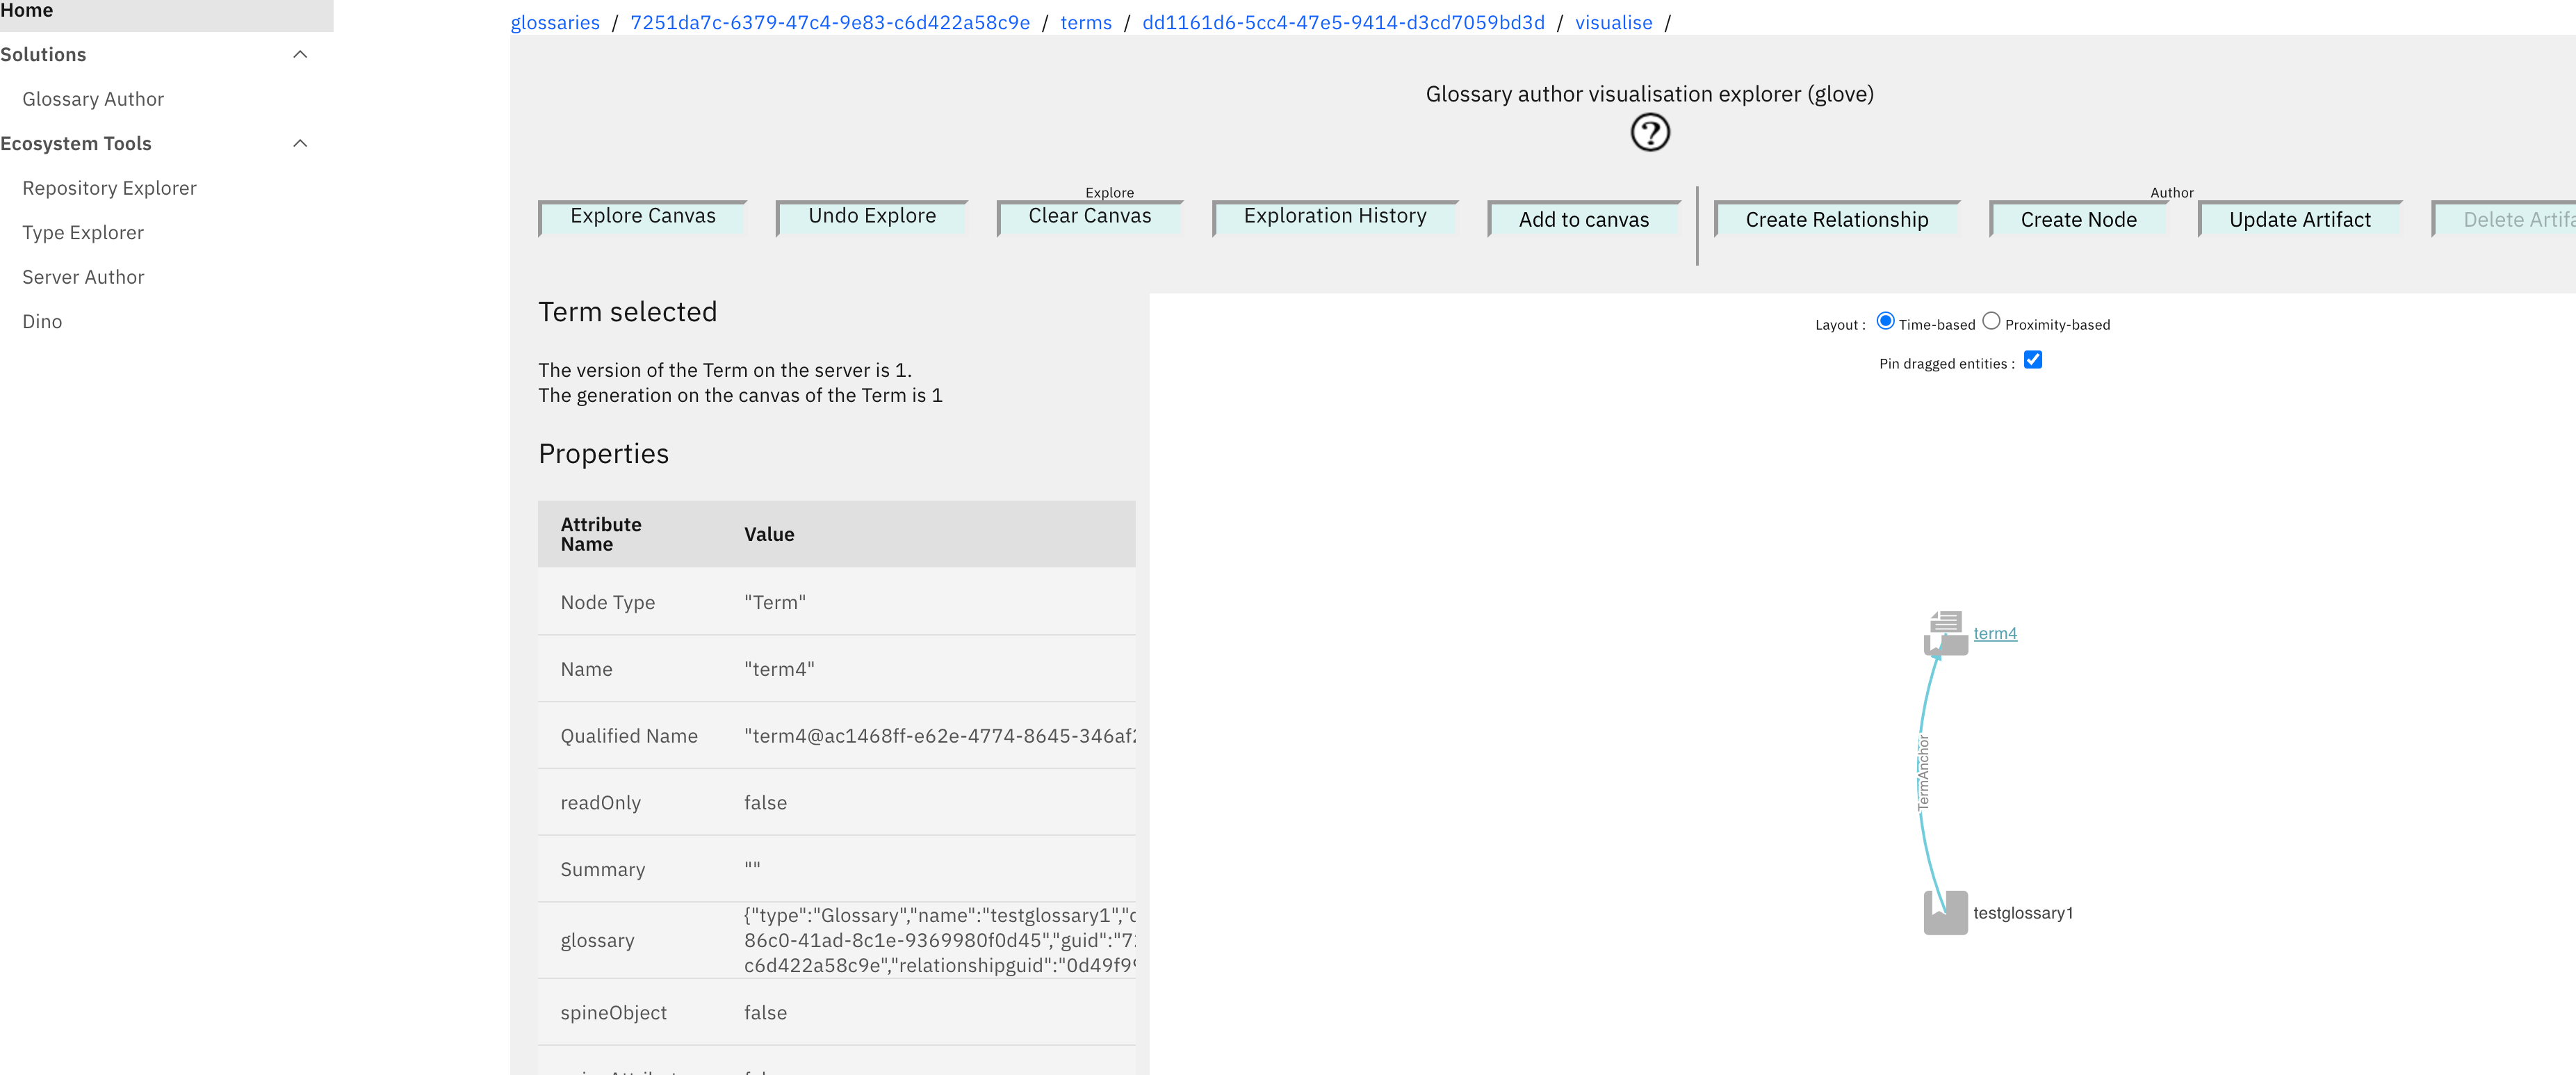 Home
Solutions
Glossary Author
Ecosystem Tools
Repository Explorer
Type Explorer
Server Author
Dino
glossaries / 7251da7c-6379-47c4-9e83-c6d422a58c9e / terms / dd1161d6-5cc4-47e5-9414-d3cd7059bd3d / visualise /
Glossary author visualisation explorer (glove)
?
Explore
Explore Canvas Undo Explore Clear Canvas Exploration History Add to canvas
Author
Create Relationship Create Node Update Artifact Delete Artifa
Term selected
The version of the Term on the server is 1.
The generation on the canvas of the Term is 1
Properties
Attribute Name Value
Node Type "Term"
Name "term4"
Qualified Name "term4@ac1468ff-e62e-4774-8645-346af2
readOnly false
Summary ""
glossary {"type":"Glossary","name":"testglossary1",
86c0-41ad-8c1e-9369980f0d45","guid":"7
c6d422a58c9e","relationshipguid":"0d49f9
spineObject false
Layout : Time-based Proximity-based
Pin dragged entities :
term4
TermAnchor
testglossary1